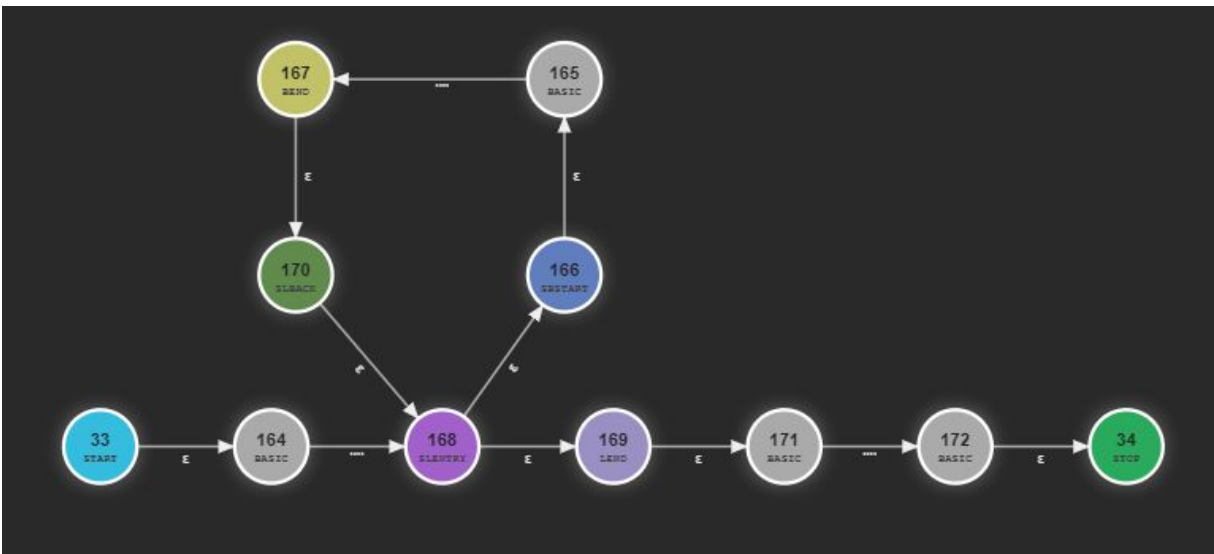 167
BEND
165
BASIC
ε
ε
170
SLBACK
166
SBSTART
ε
ε
33
START
164
BASIC
168
SLENTRY
169
LEND
171
BASIC
172
BASIC
34
STOP
ε
ε
ε
ε